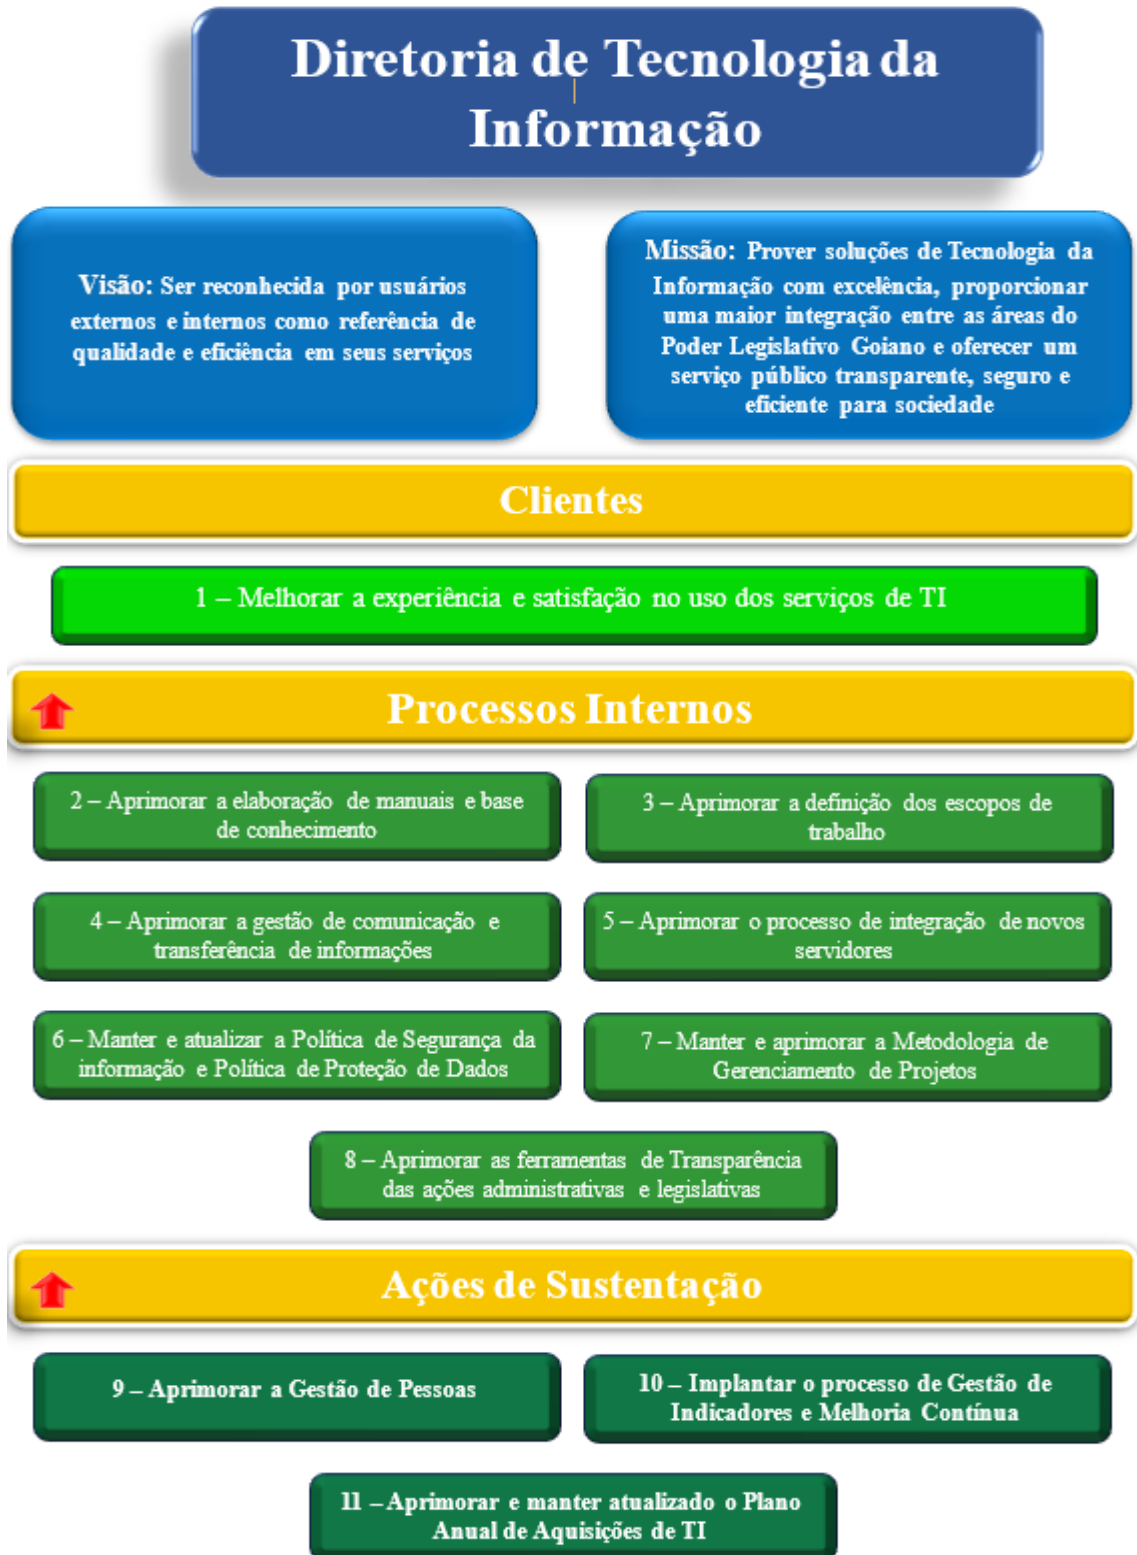 Diretoria de Tecnologia da
Informação
Visão: Ser reconhecida por usuários
externos e internos como referência de
qualidade e eficiência em seus serviços
Missão: Prover soluções de Tecnologia da
Informação com excelência, proporcionar
uma maior integração entre as áreas do
Poder Legislativo Goiano e oferecer um
serviço público transparente, seguro e
eficiente para sociedade
Clientes
1 – Melhorar a experiência e satisfação no uso dos serviços de TI
Processos Internos
2 – Aprimorar a elaboração de manuais e base
de conhecimento
3 – Aprimorar a definição dos escopos de
trabalho
4 – Aprimorar a gestão de comunicação e
transferência de informações
5 – Aprimorar o processo de integração de novos
servidores
6 – Manter e atualizar a Política de Segurança da
informação e Política de Proteção de Dados
7 – Manter e aprimorar a Metodologia de
Gerenciamento de Projetos
8 – Aprimorar as ferramentas de Transparência
das ações administrativas e legislativas
Ações de Sustentação
9 – Aprimorar a Gestão de Pessoas
10 – Implantar o processo de Gestão de
Indicadores e Melhoria Contínua
11 – Aprimorar e manter atualizado o Plano
Anual de Aquisições de TI